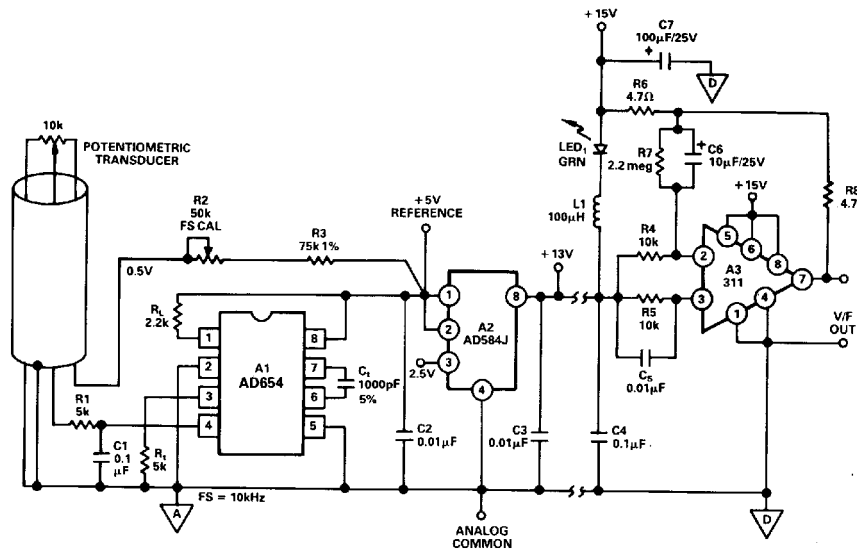 +15V
C7
100µF/25V
+
D
R6
4.7Ω
10k
POTENTIOMETRIC
TRANSDUCER
LED₁
GRN
R7
2.2 meg
+
C6
10µF/25V
R8
4.7
R2
50k
FS CAL
+5V
REFERENCE
L1
100µH
+15V
R3
75k 1%
0.5V
+13V
R4
10k
5
6
8
2
A3
311
7
RL
2.2k
1
8
A2
AD584J
3
R5
10k
1
4
V/F
OUT
1
8
2
A1
AD654
7
Ct
1000pF
5%
2
3
2.5V
C5
0.01µF
3
6
4
R1
5k
4
5
C2
0.01µF
C3
0.01µF
C4
0.1µF
C1
0.1
µF
Rt
5k
A
FS = 10kHz
ANALOG
COMMON
D